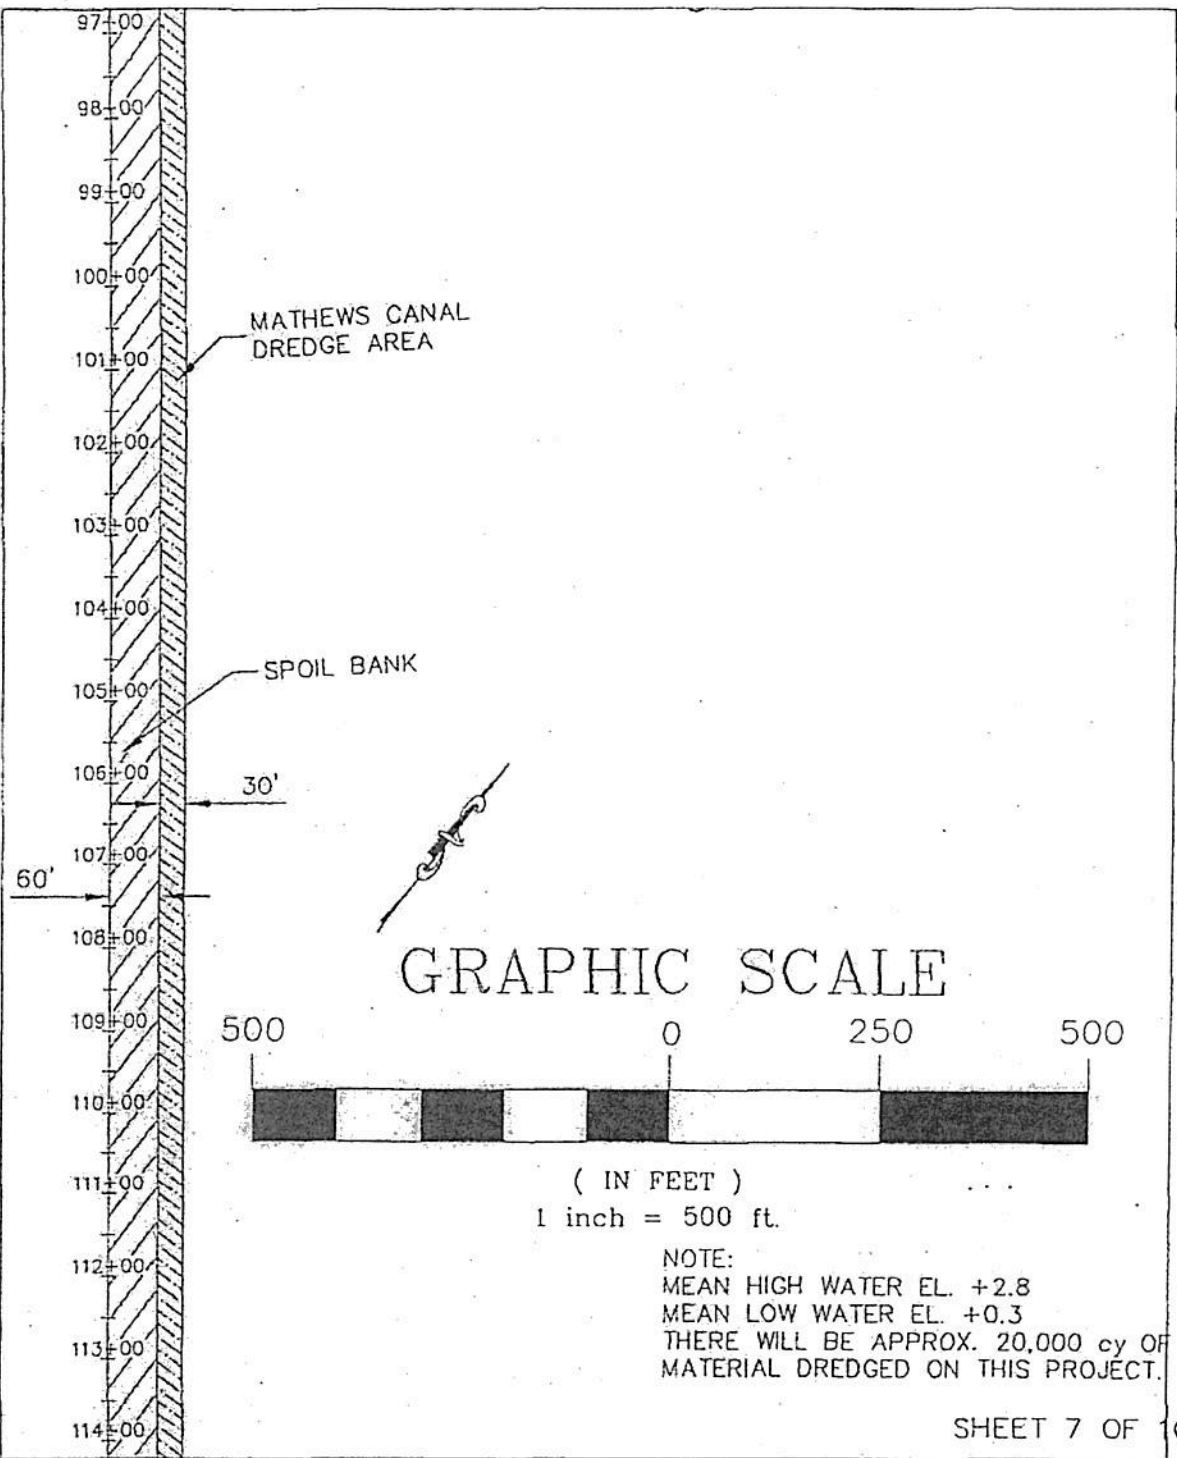 97+00
98+00
99+00
100+00
MATHEWS CANAL
DREDGE AREA
101+00
102+00
103+00
104+00
SPOIL BANK
105+00
106+00
30'
107+00
60'
108+00
GRAPHIC SCALE
109+00
500 0 250 500
110+00
111+00
( IN FEET )
1 inch = 500 ft.
112+00
NOTE:
MEAN HIGH WATER EL. +2.8
MEAN LOW WATER EL. +0.3
113+00
THERE WILL BE APPROX. 20,000 cy OF
MATERIAL DREDGED ON THIS PROJECT.
114+00
SHEET 7 OF